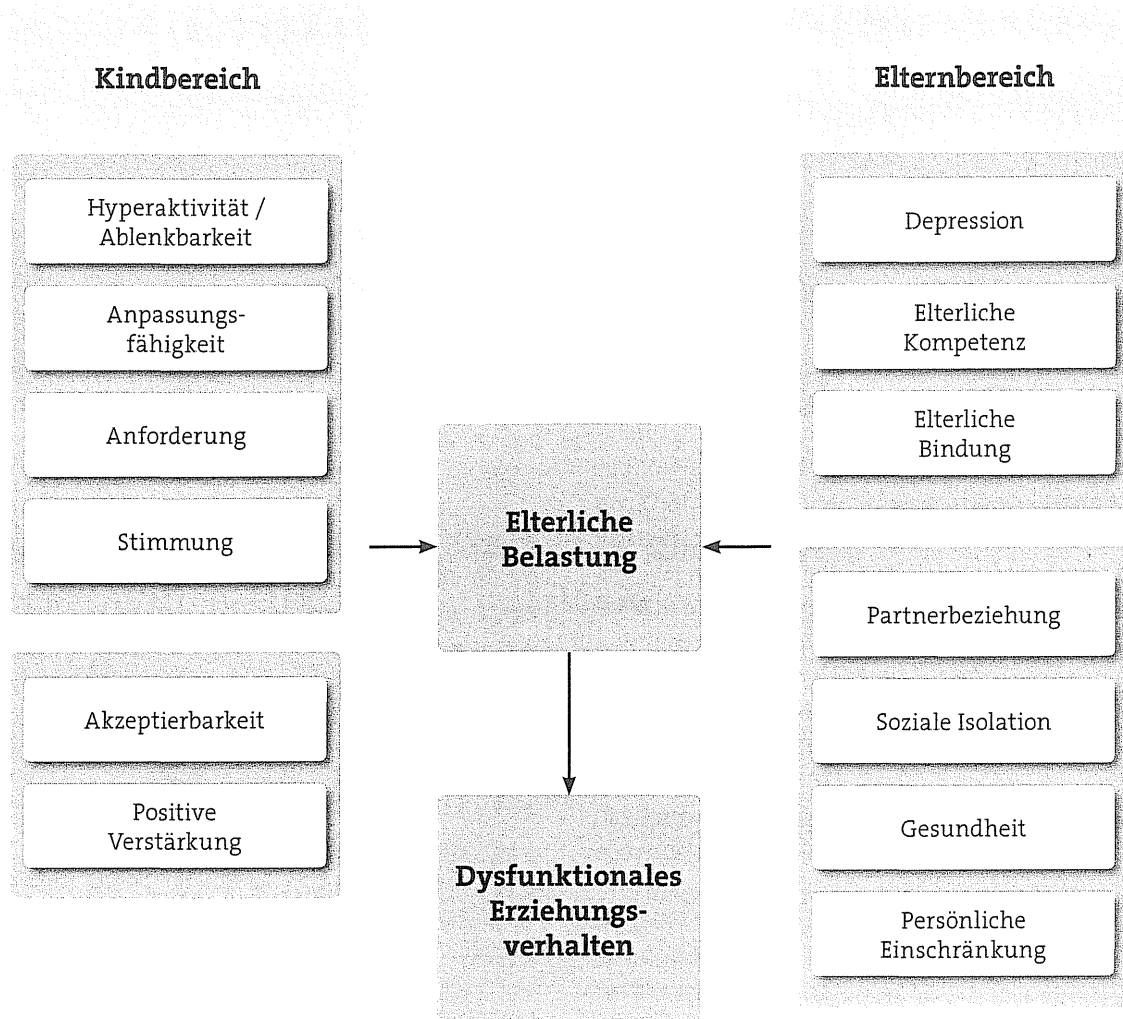 Kindbereich
Hyperaktivität /
Ablenkbarkeit
Anpassungs-
fähigkeit
Anforderung
Stimmung
Akzeptierbarkeit
Positive
Verstärkung
Elterliche
Belastung
Dysfunktionales
Erziehungs-
verhalten
Elternbereich
Depression
Elterliche
Kompetenz
Elterliche
Bindung
Partnerbeziehung
Soziale Isolation
Gesundheit
Persönliche
Einschränkung